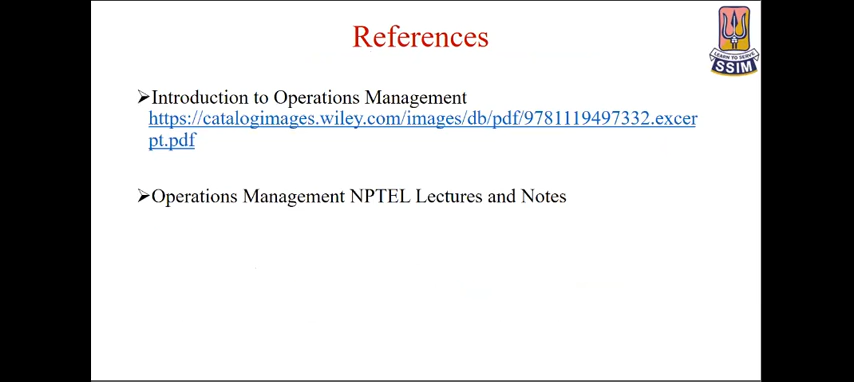 References
LEARN TO SERVE
SSIM
➢Introduction to Operations Management
https://catalogimages.wiley.com/images/db/pdf/9781119497332.excer
pt.pdf
➢Operations Management NPTEL Lectures and Notes